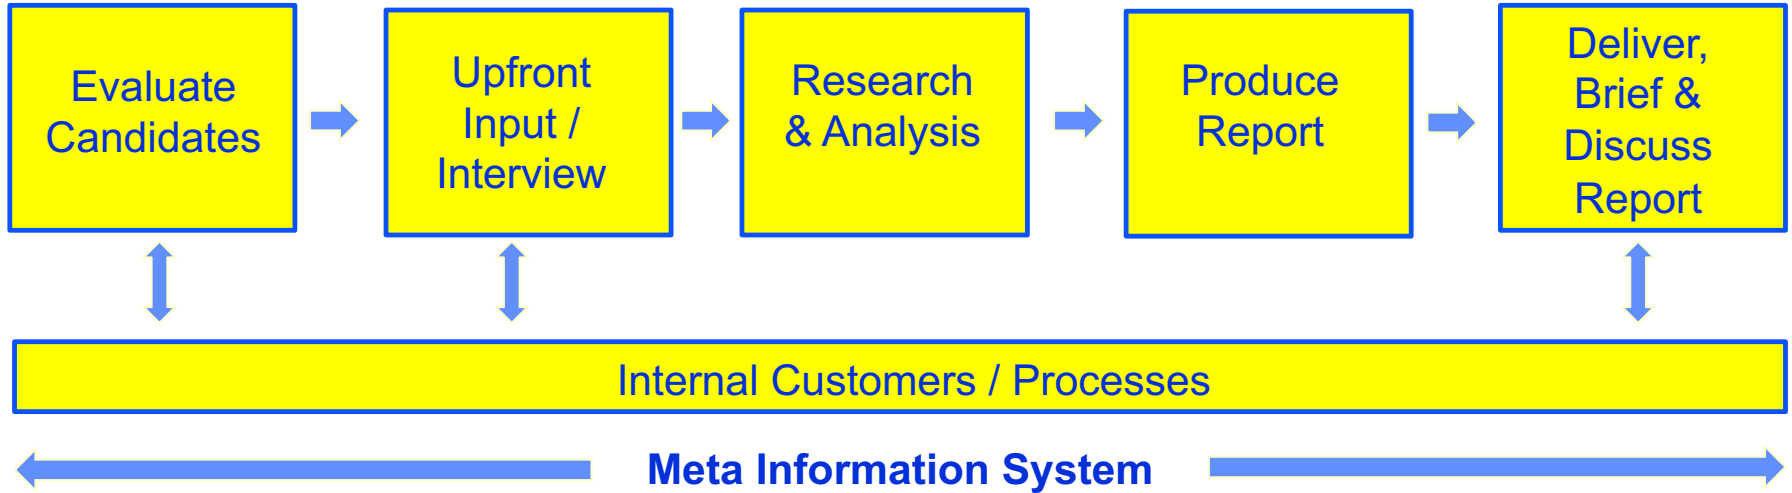 Evaluate
Candidates
Upfront
Input /
Interview
Research
& Analysis
Produce
Report
Deliver,
Brief &
Discuss
Report
Internal Customers / Processes
Meta Information System